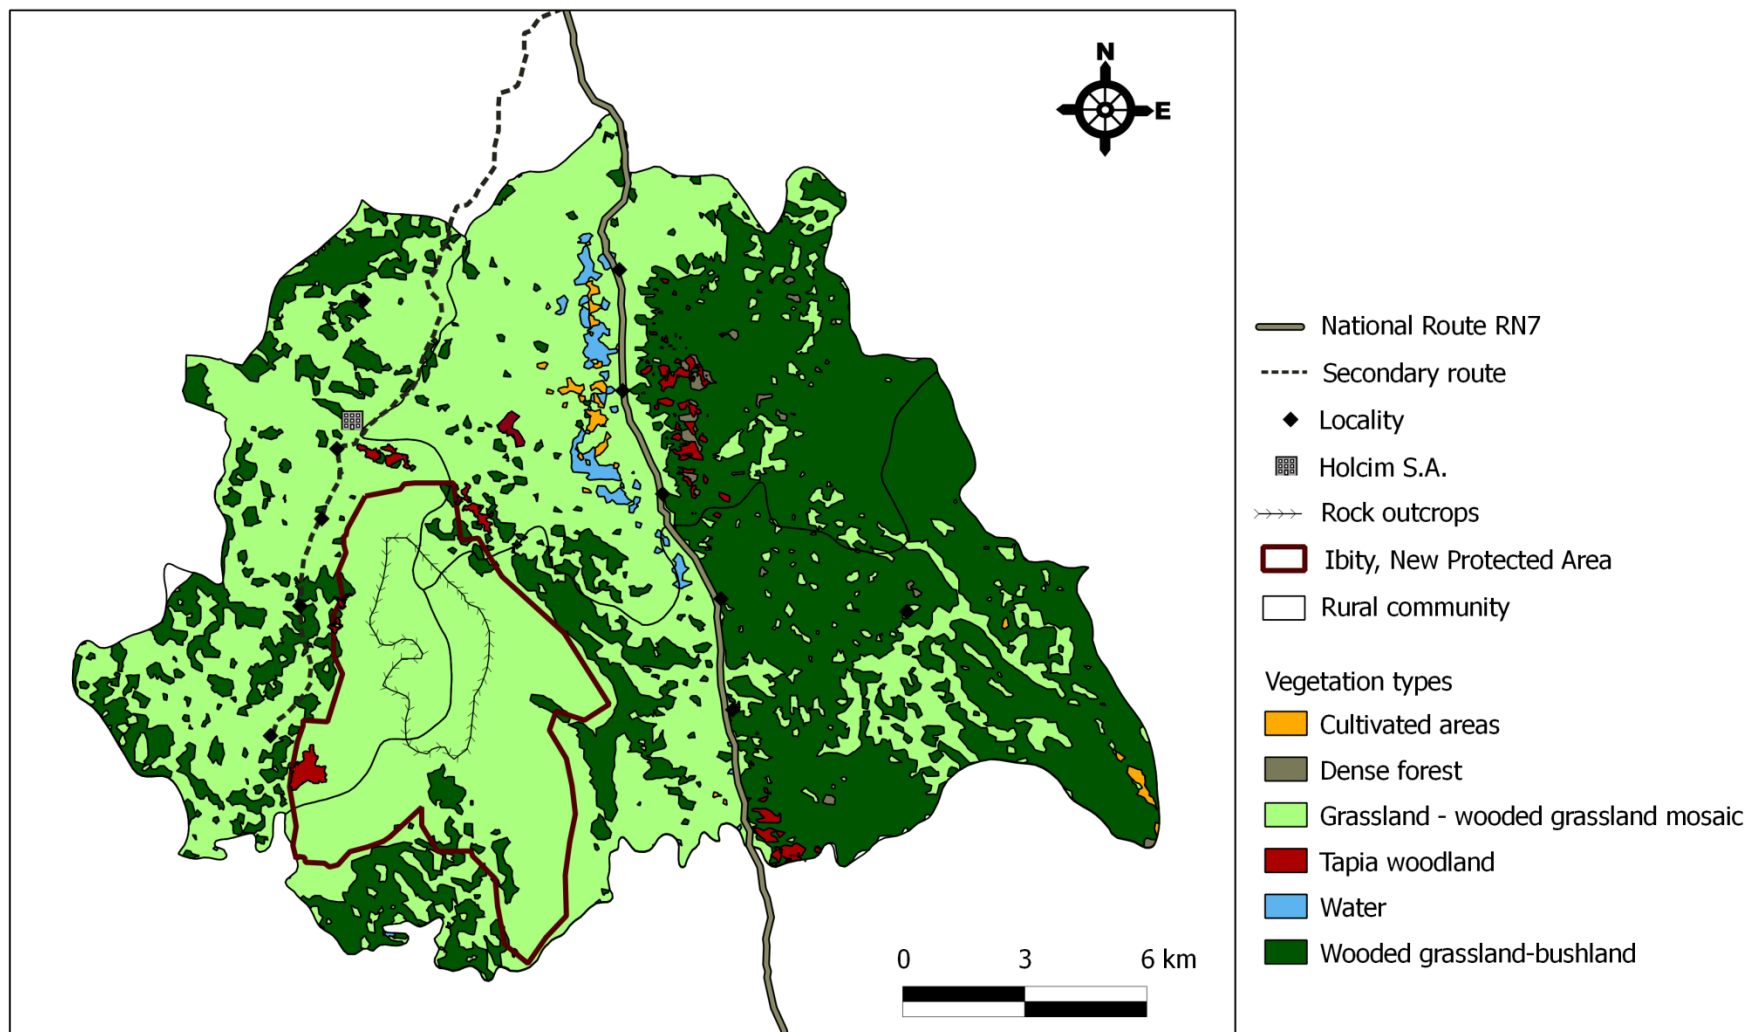 N
E
National Route RN7
Secondary route
Locality
Holcim S.A.
Rock outcrops
Ibity, New Protected Area
Rural community
Vegetation types
Cultivated areas
Dense forest
Grassland - wooded grassland mosaic
Tapia woodland
Water
Wooded grassland-bushland
0 3 6 km